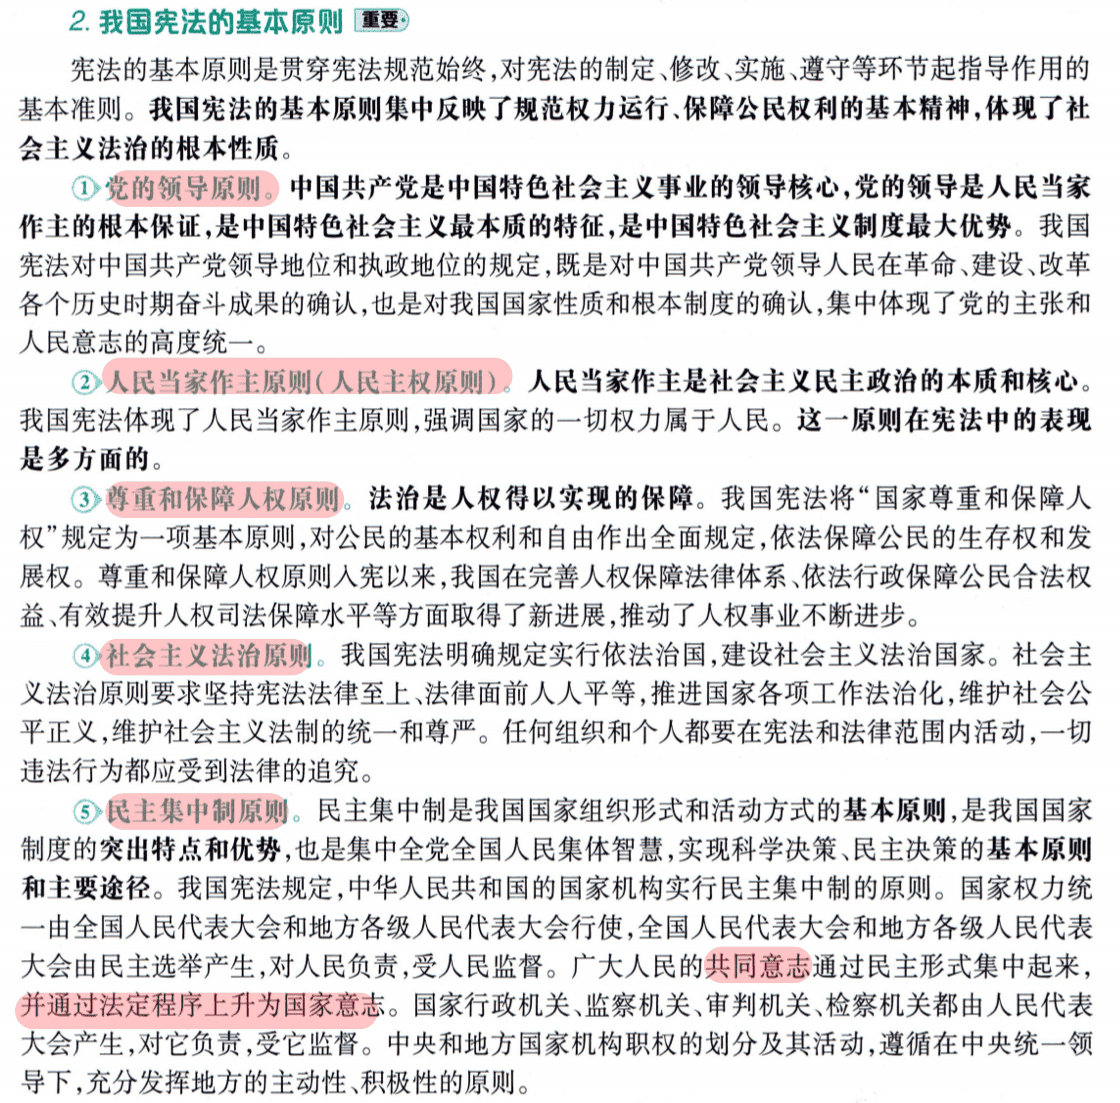 2. 我国宪法的基本原则 重要
宪法的基本原则是贯穿宪法规范始终,对宪法的制定、修改、实施、遵守等环节起指导作用的
基本准则。我国宪法的基本原则集中反映了规范权力运行、保障公民权利的基本精神,体现了社
会主义法治的根本性质。
①党的领导原则。中国共产党是中国特色社会主义事业的领导核心,党的领导是人民当家
作主的根本保证,是中国特色社会主义最本质的特征,是中国特色社会主义制度最大优势。我国
宪法对中国共产党领导地位和执政地位的规定,既是对中国共产党领导人民在革命、建设、改革
各个历史时期奋斗成果的确认,也是对我国国家性质和根本制度的确认,集中体现了党的主张和
人民意志的高度统一。
②人民当家作主原则(人民主权原则)。人民当家作主是社会主义民主政治的本质和核心。
我国宪法体现了人民当家作主原则,强调国家的一切权力属于人民。这一原则在宪法中的表现
是多方面的。
③尊重和保障人权原则。法治是人权得以实现的保障。我国宪法将“国家尊重和保障人
权”规定为一项基本原则,对公民的基本权利和自由作出全面规定,依法保障公民的生存权和发
展权。尊重和保障人权原则入宪以来,我国在完善人权保障法律体系、依法行政保障公民合法权
益、有效提升人权司法保障水平等方面取得了新进展,推动了人权事业不断进步。
④社会主义法治原则。我国宪法明确规定实行依法治国,建设社会主义法治国家。社会主
义法治原则要求坚持宪法法律至上、法律面前人人平等,推进国家各项工作法治化,维护社会公
平正义,维护社会主义法制的统一和尊严。任何组织和个人都要在宪法和法律范围内活动,一切
违法行为都应受到法律的追究。
⑤民主集中制原则。民主集中制是我国国家组织形式和活动方式的基本原则,是我国国家
制度的突出特点和优势,也是集中全党全国人民集体智慧,实现科学决策、民主决策的基本原则
和主要途径。我国宪法规定,中华人民共和国的国家机构实行民主集中制的原则。国家权力统
一由全国人民代表大会和地方各级人民代表大会行使,全国人民代表大会和地方各级人民代表
大会由民主选举产生,对人民负责,受人民监督。广大人民的共同意志通过民主形式集中起来,
并通过法定程序上升为国家意志。国家行政机关、监察机关、审判机关、检察机关都由人民代表
大会产生,对它负责,受它监督。中央和地方国家机构职权的划分及其活动,遵循在中央统一领
导下,充分发挥地方的主动性、积极性的原则。